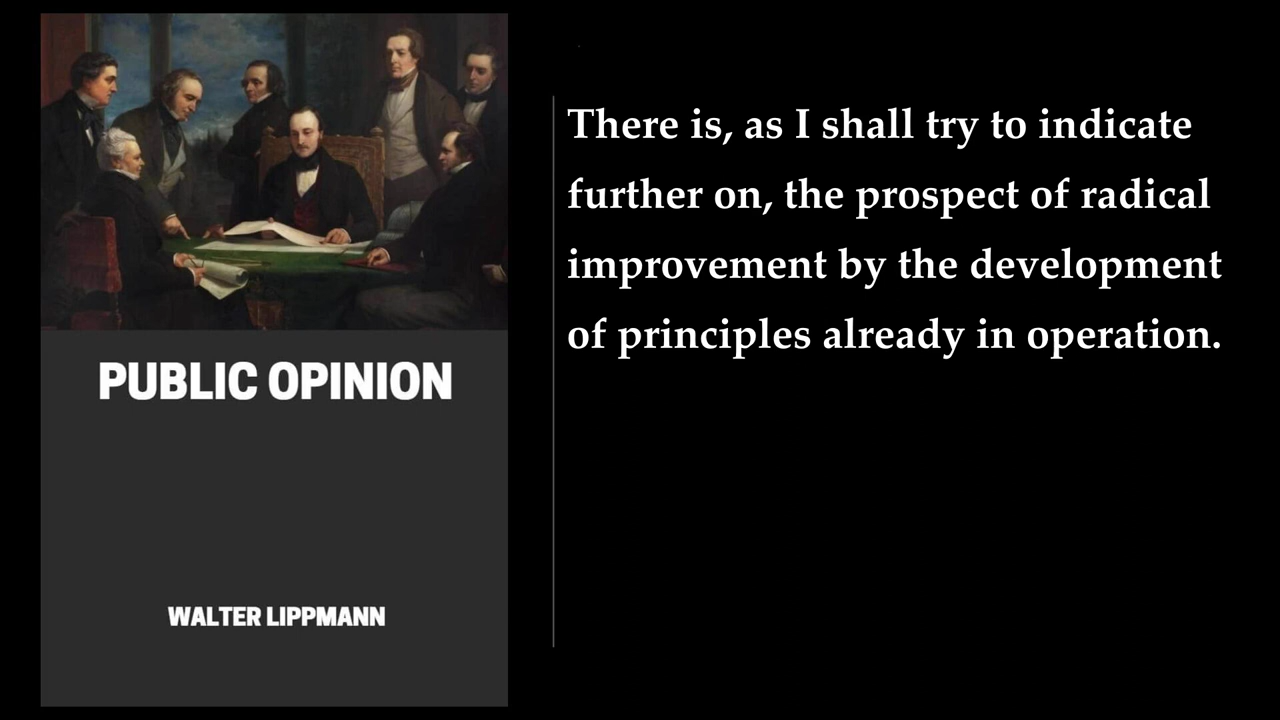 PUBLIC OPINION
WALTER LIPPMANN
There is, as I shall try to indicate
further on, the prospect of radical
improvement by the development
of principles already in operation.